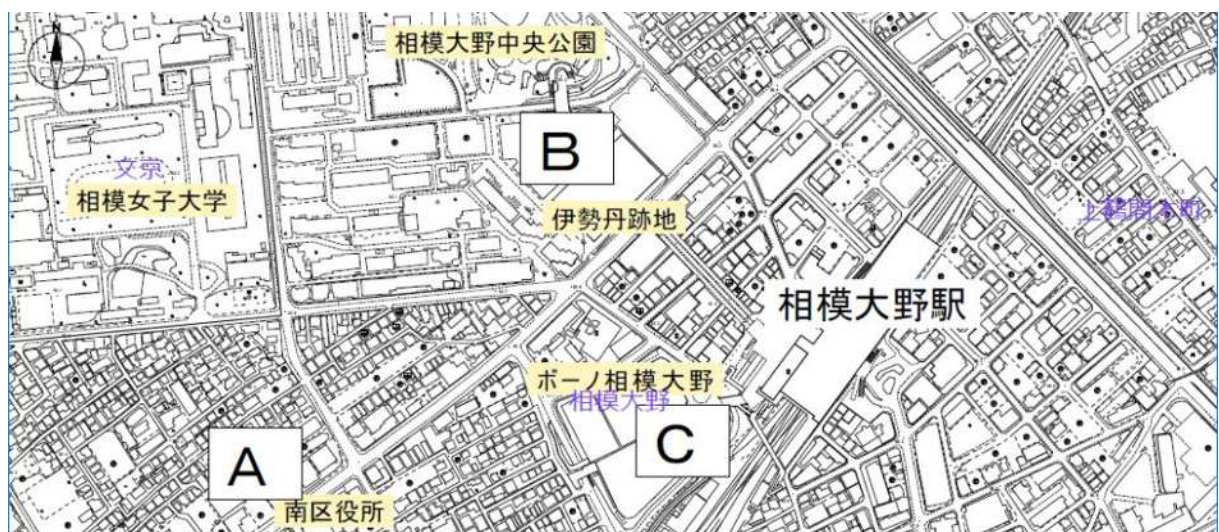 相模大野中央公園
B
文京
相模女子大学
伊勢丹跡地
上鶴間本町
相模大野駅
ボーノ相模大野
相模大野
C
A
南区役所